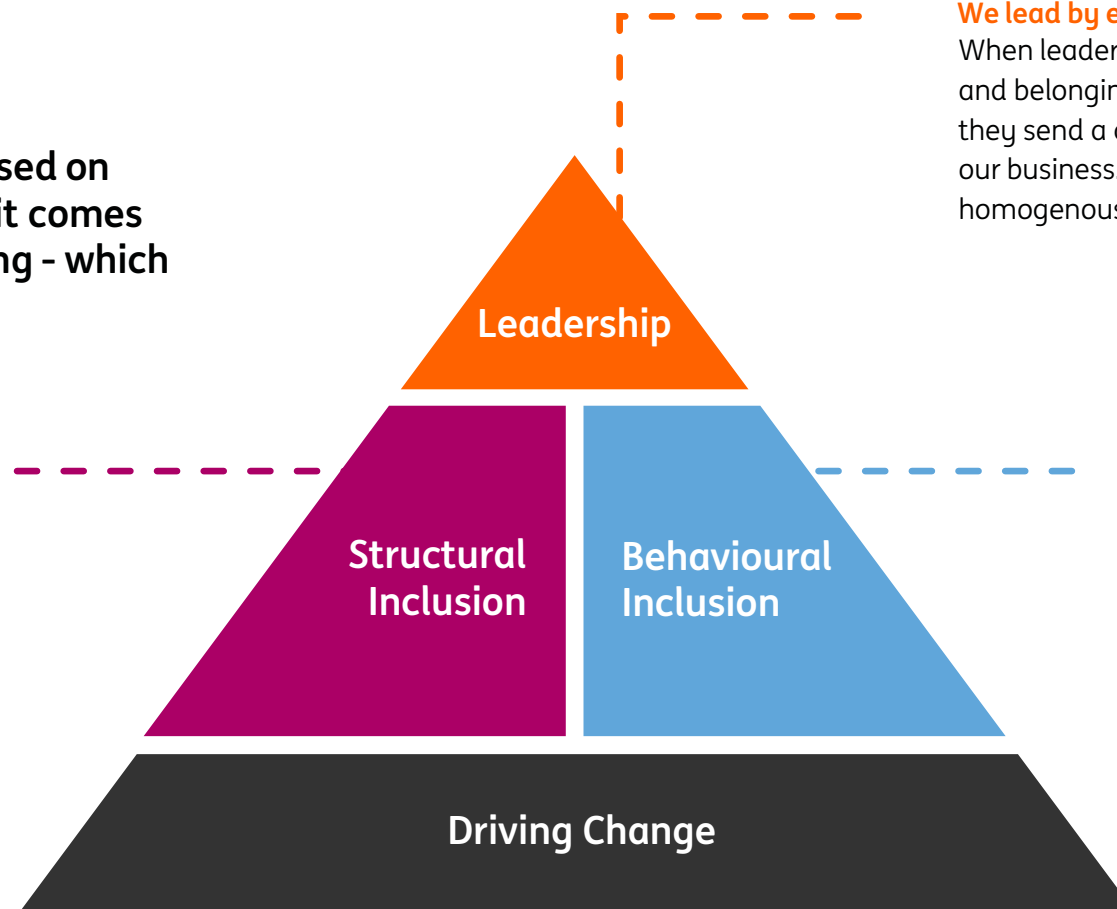 We lead by e
When leader
and belongin
they send a
our business.
homogenous
sed on
it comes
ng - which
Leadership
Structural
Inclusion
Behavioural
Inclusion
Driving Change